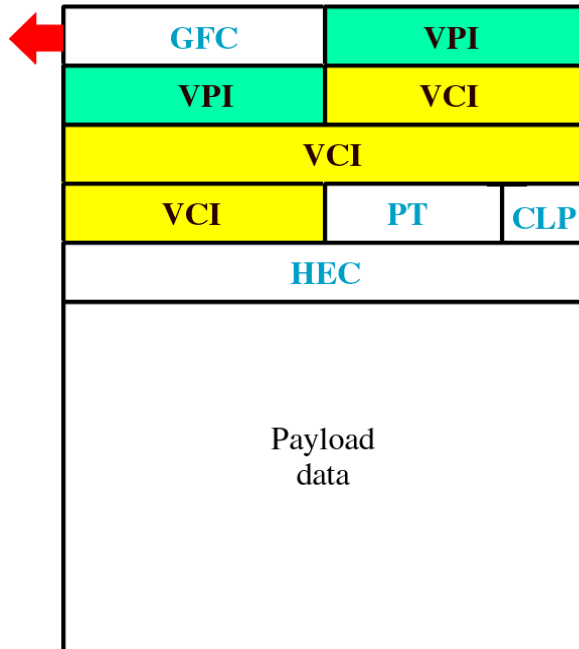 GFC VPI
VPI VCI
VCI
VCI PT CLP
HEC
Payload
data